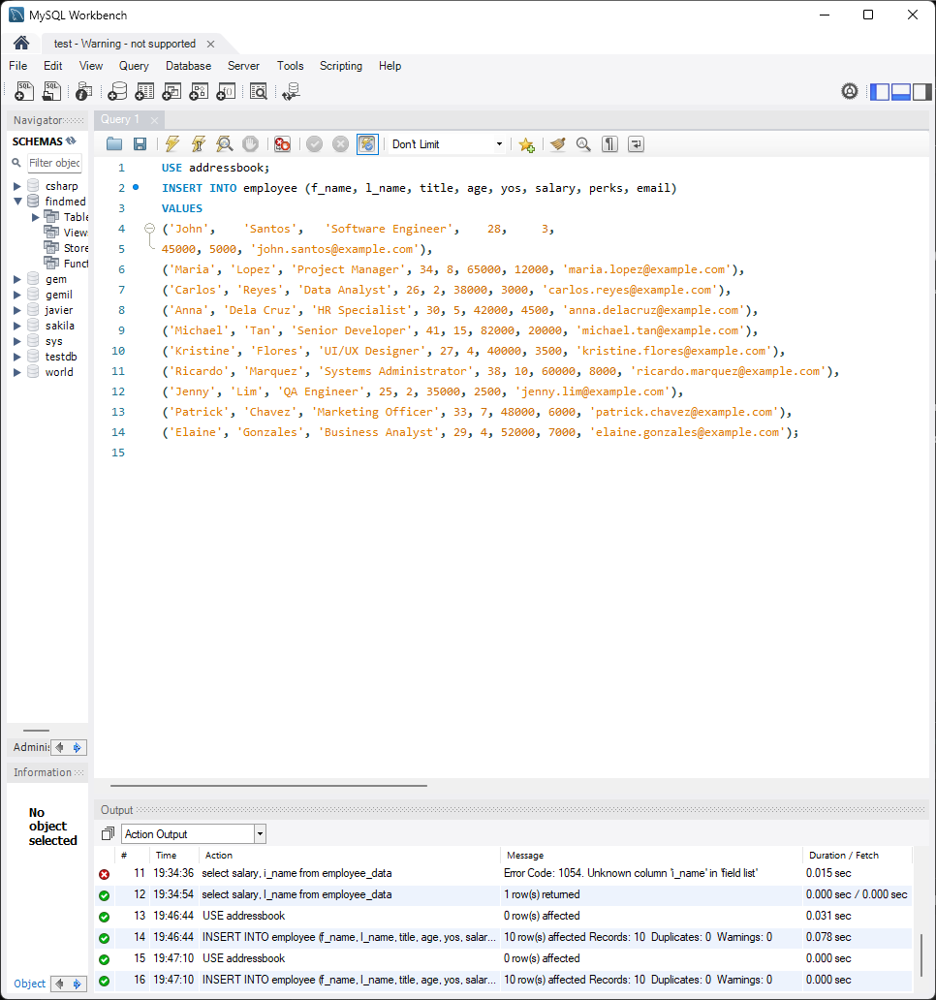 MySQL Workbench
test - Warning - not supported
File Edit View Query Database Server Tools Scripting Help
Navigator
SCHEMAS
Filter objec
csharp
findmed
Table
Views
Store
Funct
gem
gemil
javier
sakila
sys
testdb
world
Adminis
Information
No
object
selected
Object
Query 1
Don't Limit
1 USE addressbook;
2 INSERT INTO employee (f_name, l_name, title, age, yos, salary, perks, email)
3 VALUES
4 ('John',    'Santos',   'Software Engineer',    28,     3,
5 45000, 5000, 'john.santos@example.com'),
6 ('Maria', 'Lopez', 'Project Manager', 34, 8, 65000, 12000, 'maria.lopez@example.com'),
7 ('Carlos', 'Reyes', 'Data Analyst', 26, 2, 38000, 3000, 'carlos.reyes@example.com'),
8 ('Anna', 'Dela Cruz', 'HR Specialist', 30, 5, 42000, 4500, 'anna.delacruz@example.com'),
9 ('Michael', 'Tan', 'Senior Developer', 41, 15, 82000, 20000, 'michael.tan@example.com'),
10 ('Kristine', 'Flores', 'UI/UX Designer', 27, 4, 40000, 3500, 'kristine.flores@example.com'),
11 ('Ricardo', 'Marquez', 'Systems Administrator', 38, 10, 60000, 8000, 'ricardo.marquez@example.com'),
12 ('Jenny', 'Lim', 'QA Engineer', 25, 2, 35000, 2500, 'jenny.lim@example.com'),
13 ('Patrick', 'Chavez', 'Marketing Officer', 33, 7, 48000, 6000, 'patrick.chavez@example.com'),
14 ('Elaine', 'Gonzales', 'Business Analyst', 29, 4, 52000, 7000, 'elaine.gonzales@example.com');
15
Output
Action Output
# Time Action Message Duration / Fetch
11 19:34:36 select salary, i_name from employee_data Error Code: 1054. Unknown column 'i_name' in 'field list' 0.015 sec
12 19:34:54 select salary, l_name from employee_data 1 row(s) returned 0.000 sec / 0.000 sec
13 19:46:44 USE addressbook 0 row(s) affected 0.031 sec
14 19:46:44 INSERT INTO employee (f_name, l_name, title, age, yos, salar... 10 row(s) affected Records: 10  Duplicates: 0  Warnings: 0 0.078 sec
15 19:47:10 USE addressbook 0 row(s) affected 0.000 sec
16 19:47:10 INSERT INTO employee (f_name, l_name, title, age, yos, salar... 10 row(s) affected Records: 10  Duplicates: 0  Warnings: 0 0.000 sec